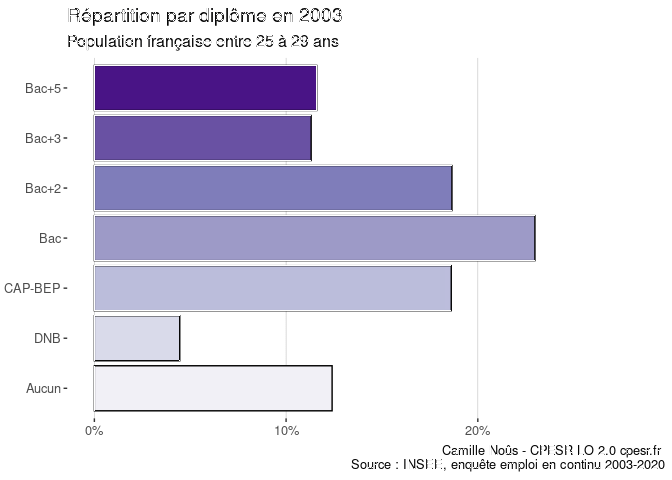 Répartition par diplôme en 2003
Population française entre 25 à 29 ans
Bac+5
Bac+3
Bac+2
Bac
CAP-BEP
DNB
Aucun
0% 10% 20%
Camille Noûs - CPESR LO 2.0 cpesr.fr
Source : INSEE, enquête emploi en continu 2003-2020